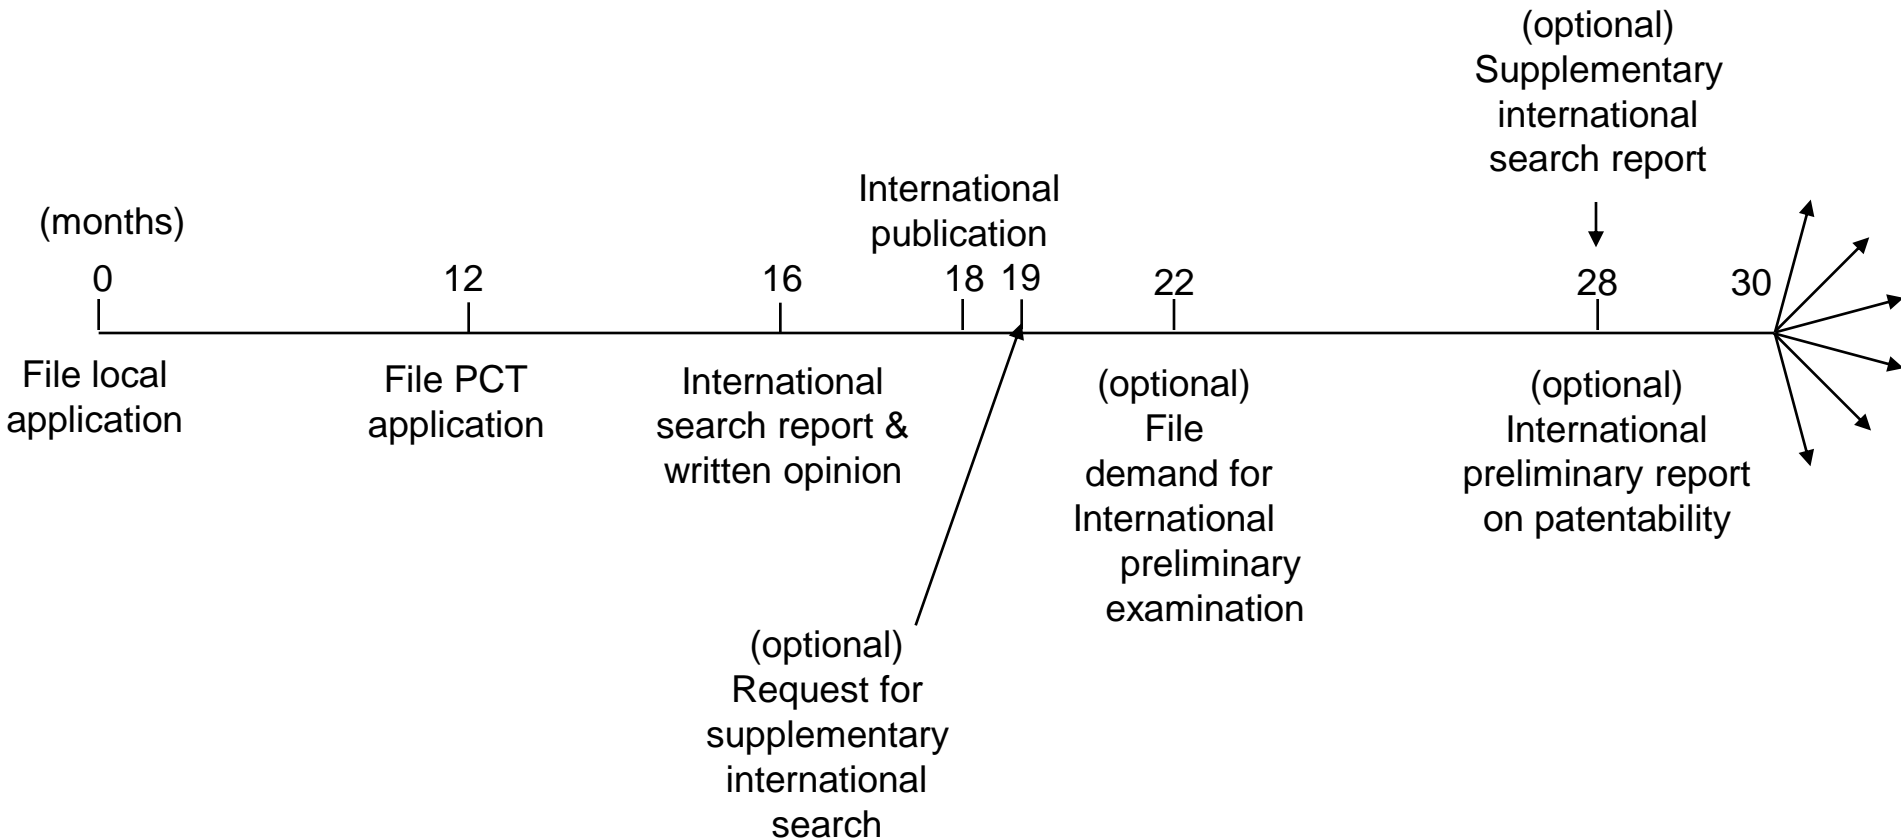 (optional)
Supplementary
international
search report
International
publication
(months)
0
12
16
18
19
22
28
30
File local
application
File PCT
application
International
search report &
written opinion
(optional)
File
demand for
International
preliminary
examination
(optional)
International
preliminary report
on patentability
(optional)
Request for
supplementary
international
search